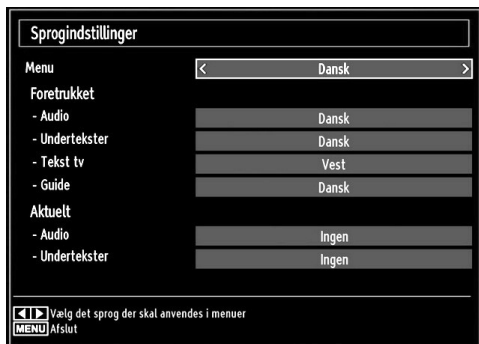 Sprogindstillinger
Menu < Dansk >
Foretrukket
- Audio Dansk
- Undertekster Dansk
- Tekst tv Vest
- Guide Dansk
Aktuelt
- Audio Ingen
- Undertekster Ingen
Vælg det sprog der skal anvendes i menuer
MENU Afslut